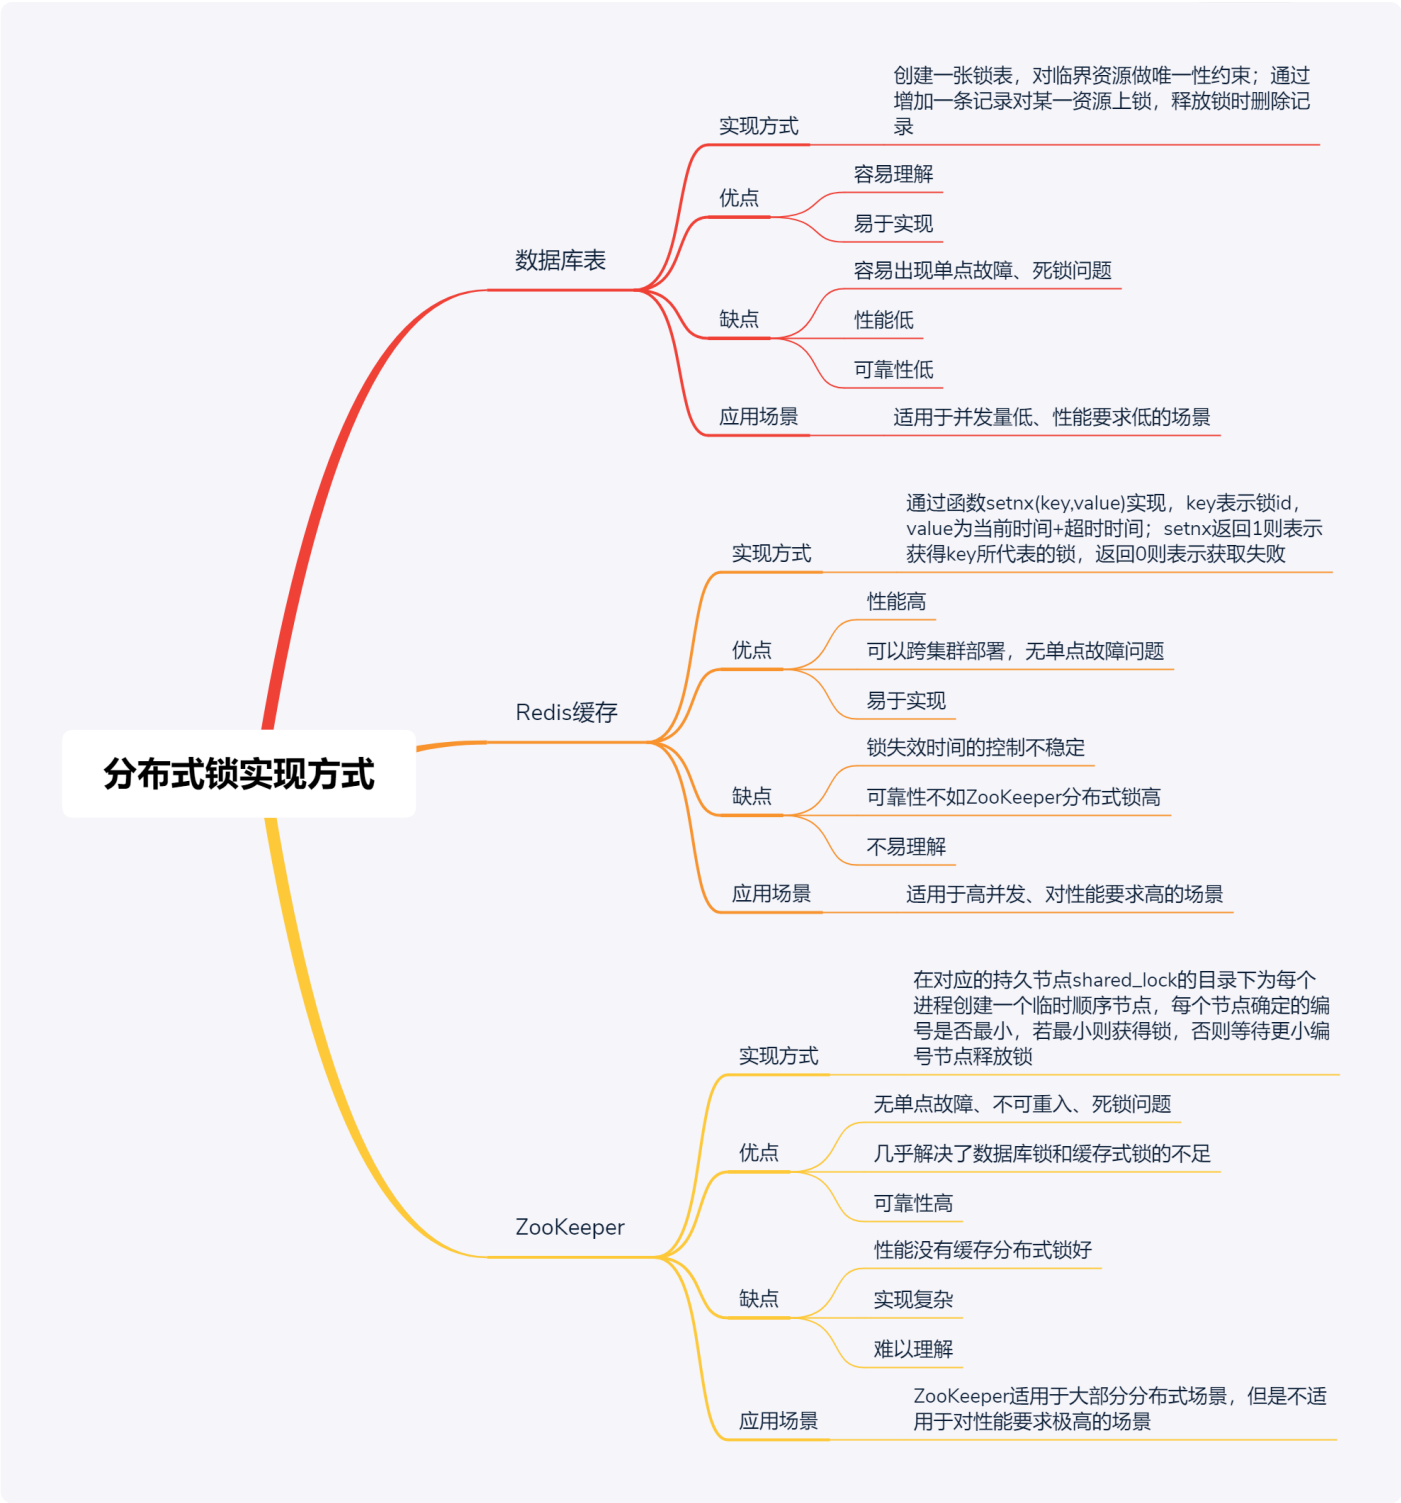 分布式锁实现方式
数据库表
实现方式
创建一张锁表，对临界资源做唯一性约束；通过
增加一条记录对某一资源上锁，释放锁时删除记
录
优点
容易理解
易于实现
缺点
容易出现单点故障、死锁问题
性能低
可靠性低
应用场景
适用于并发量低、性能要求低的场景
Redis缓存
实现方式
通过函数setnx(key,value)实现，key表示锁id，
value为当前时间+超时时间；setnx返回1则表示
获得key所代表的锁，返回0则表示获取失败
优点
性能高
可以跨集群部署，无单点故障问题
易于实现
缺点
锁失效时间的控制不稳定
可靠性不如ZooKeeper分布式锁高
不易理解
应用场景
适用于高并发、对性能要求高的场景
ZooKeeper
实现方式
在对应的持久节点shared_lock的目录下为每个
进程创建一个临时顺序节点，每个节点确定的编
号是否最小，若最小则获得锁，否则等待更小编
号节点释放锁
优点
无单点故障、不可重入、死锁问题
几乎解决了数据库锁和缓存式锁的不足
可靠性高
缺点
性能没有缓存分布式锁好
实现复杂
难以理解
应用场景
ZooKeeper适用于大部分分布式场景，但是不适
用于对性能要求极高的场景